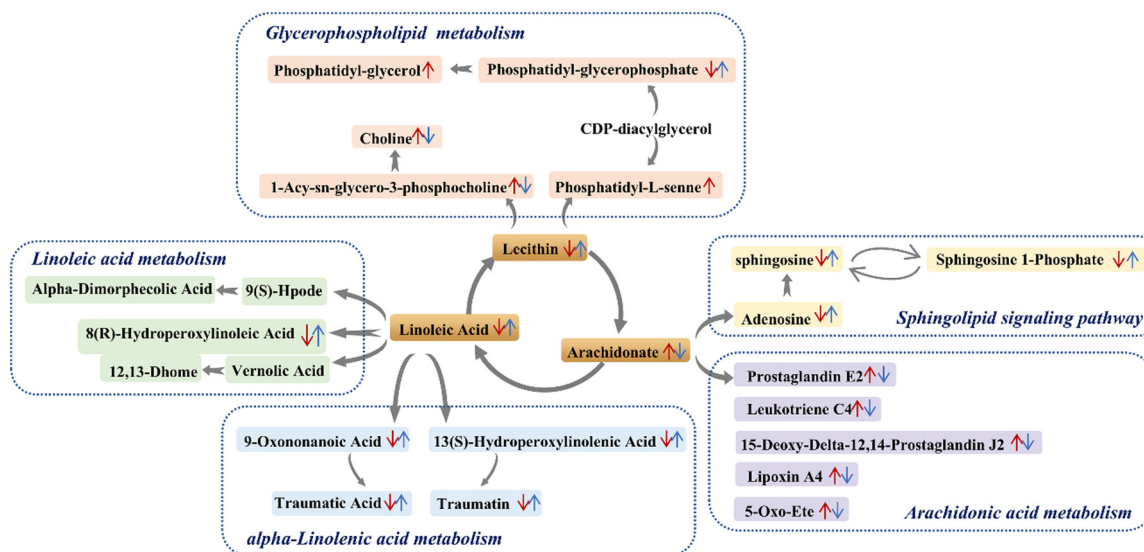 Glycerophospholipid metabolism
Phosphatidyl-glycerol
Phosphatidyl-glycerophosphate
CDP-diacylglycerol
Choline
1-Acy-sn-glycero-3-phosphocholine
Phosphatidyl-L-senne
Lecithin
Linoleic Acid
Arachidonate
Linoleic acid metabolism
Alpha-Dimorphecolic Acid
9(S)-Hpode
8(R)-Hydroperoxylinoleic Acid
12,13-Dhome
Vernolic Acid
sphingosine
Sphingosine 1-Phosphate
Adenosine
Sphingolipid signaling pathway
9-Oxononanoic Acid
13(S)-Hydroperoxylinolenic Acid
Traumatic Acid
Traumatin
alpha-Linolenic acid metabolism
Prostaglandin E2
Leukotriene C4
15-Deoxy-Delta-12,14-Prostaglandin J2
Lipoxin A4
5-Oxo-Ete
Arachidonic acid metabolism